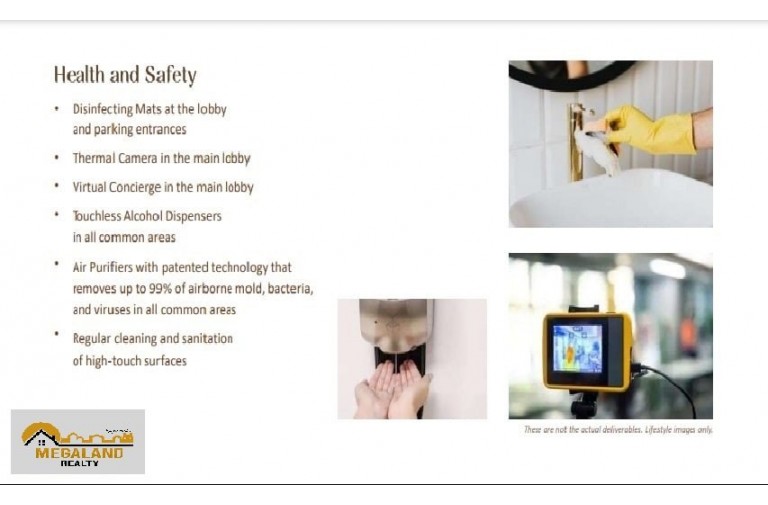 Health and Safety
• Disinfecting Mats at the lobby
and parking entrances
• Thermal Camera in the main lobby
• Virtual Concierge in the main lobby
• Touchless Alcohol Dispensers
in all common areas
• Air Purifiers with patented technology that
removes up to 99% of airborne mold, bacteria,
and viruses in all common areas
• Regular cleaning and sanitation
of high-touch surfaces
These are not the actual deliverables. Lifestyle images only.
MEGALAND
REALTY